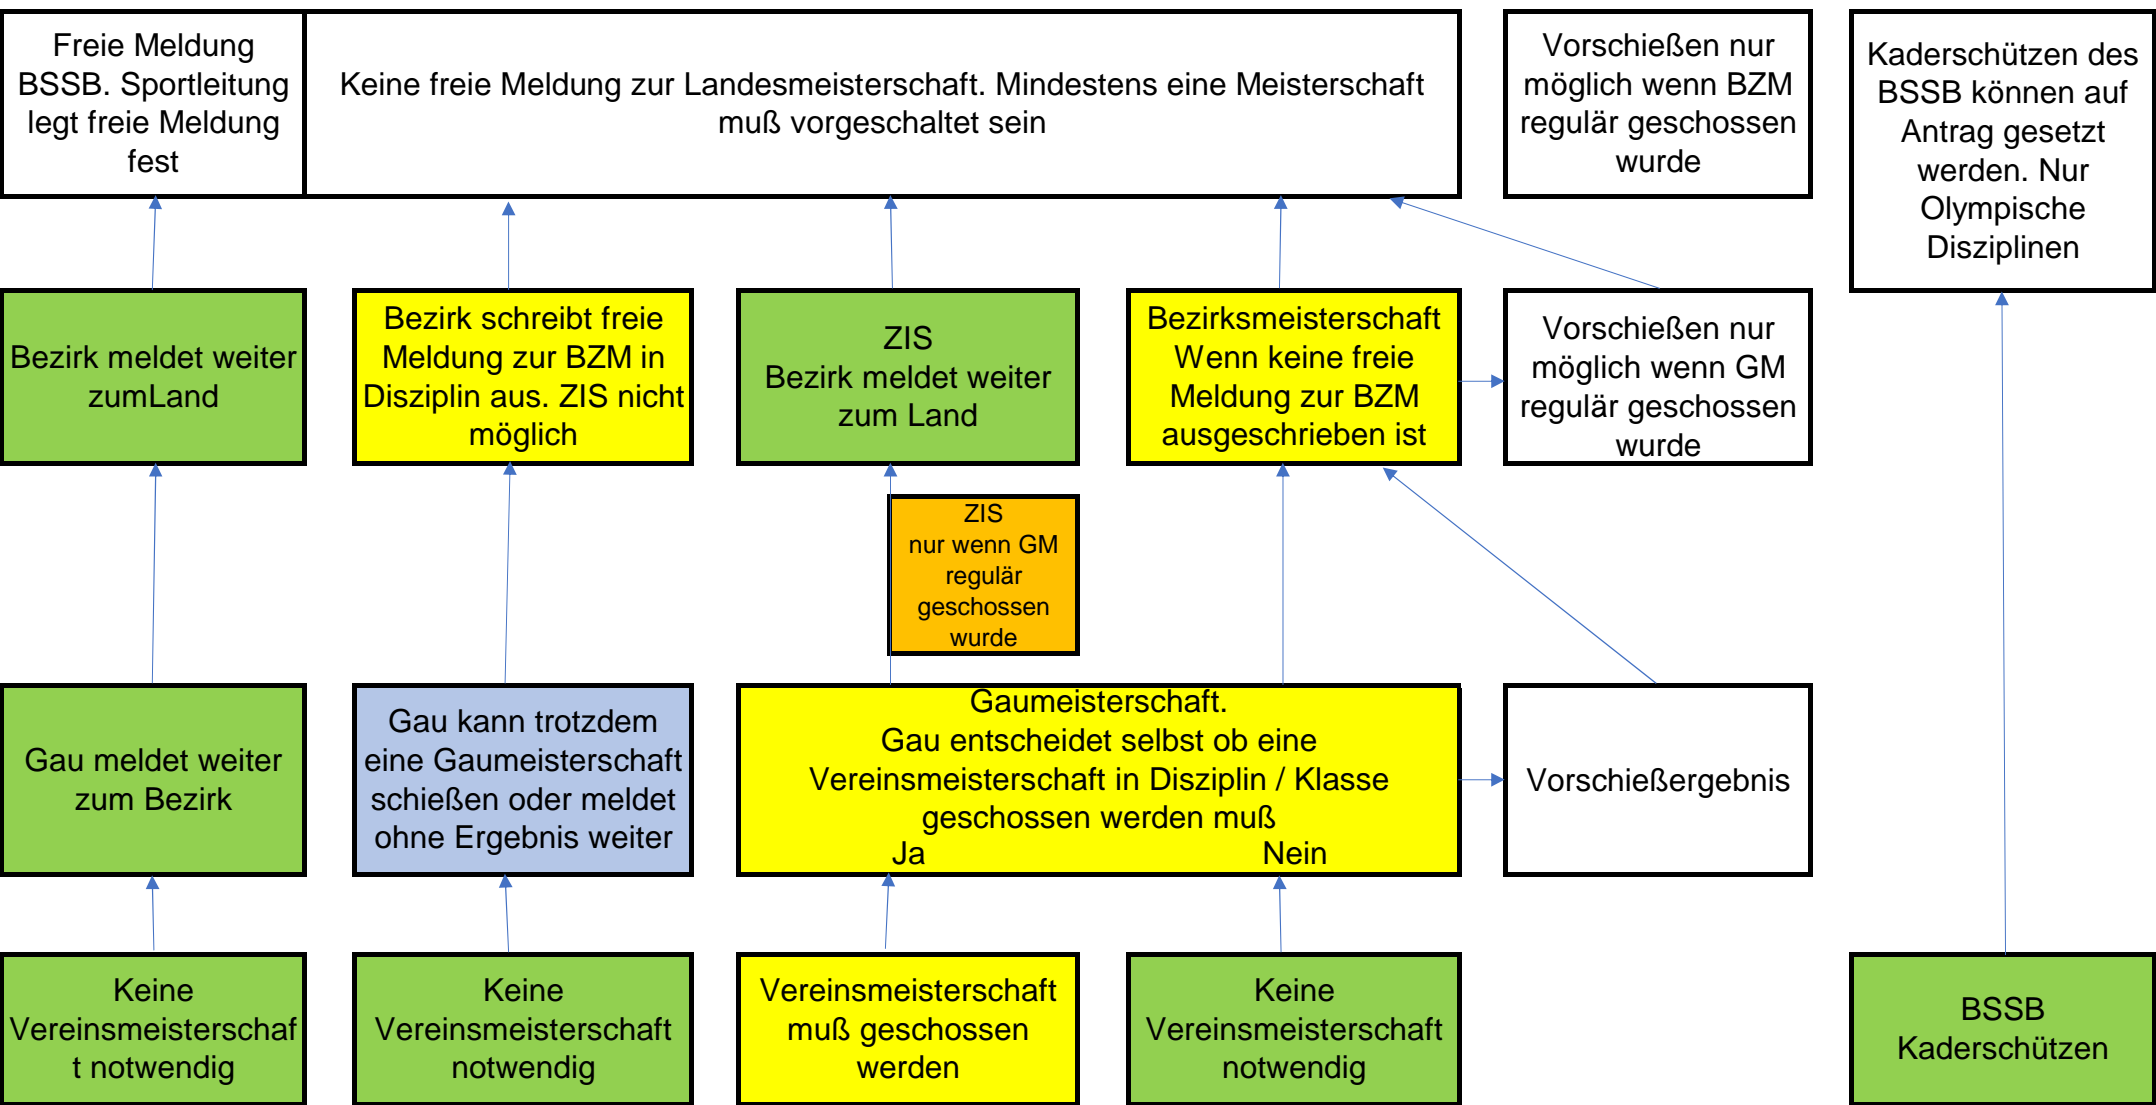 Freie Meldung
BSSB. Sportleitung
legt freie Meldung
fest
Keine freie Meldung zur Landesmeisterschaft. Mindestens eine Meisterschaft
muß vorgeschaltet sein
Vorschießen nur
möglich wenn BZM
regulär geschossen
wurde
Kaderschützen des
BSSB können auf
Antrag gesetzt
werden. Nur
Olympische
Disziplinen
Bezirk meldet weiter
zumLand
Bezirk schreibt freie
Meldung zur BZM in
Disziplin aus. ZIS nicht
möglich
ZIS
Bezirk meldet weiter
zum Land
Bezirksmeisterschaft
Wenn keine freie
Meldung zur BZM
ausgeschrieben ist
Vorschießen nur
möglich wenn GM
regulär geschossen
wurde
ZIS
nur wenn GM
regulär
geschossen
wurde
Gau meldet weiter
zum Bezirk
Gau kann trotzdem
eine Gaumeisterschaft
schießen oder meldet
ohne Ergebnis weiter
Gaumeisterschaft.
Gau entscheidet selbst ob eine
Vereinsmeisterschaft in Disziplin / Klasse
geschossen werden muß
Ja Nein
Vorschießergebnis
Keine
Vereinsmeisterschaf
t notwendig
Keine
Vereinsmeisterschaft
notwendig
Vereinsmeisterschaft
muß geschossen
werden
Keine
Vereinsmeisterschaft
notwendig
BSSB
Kaderschützen